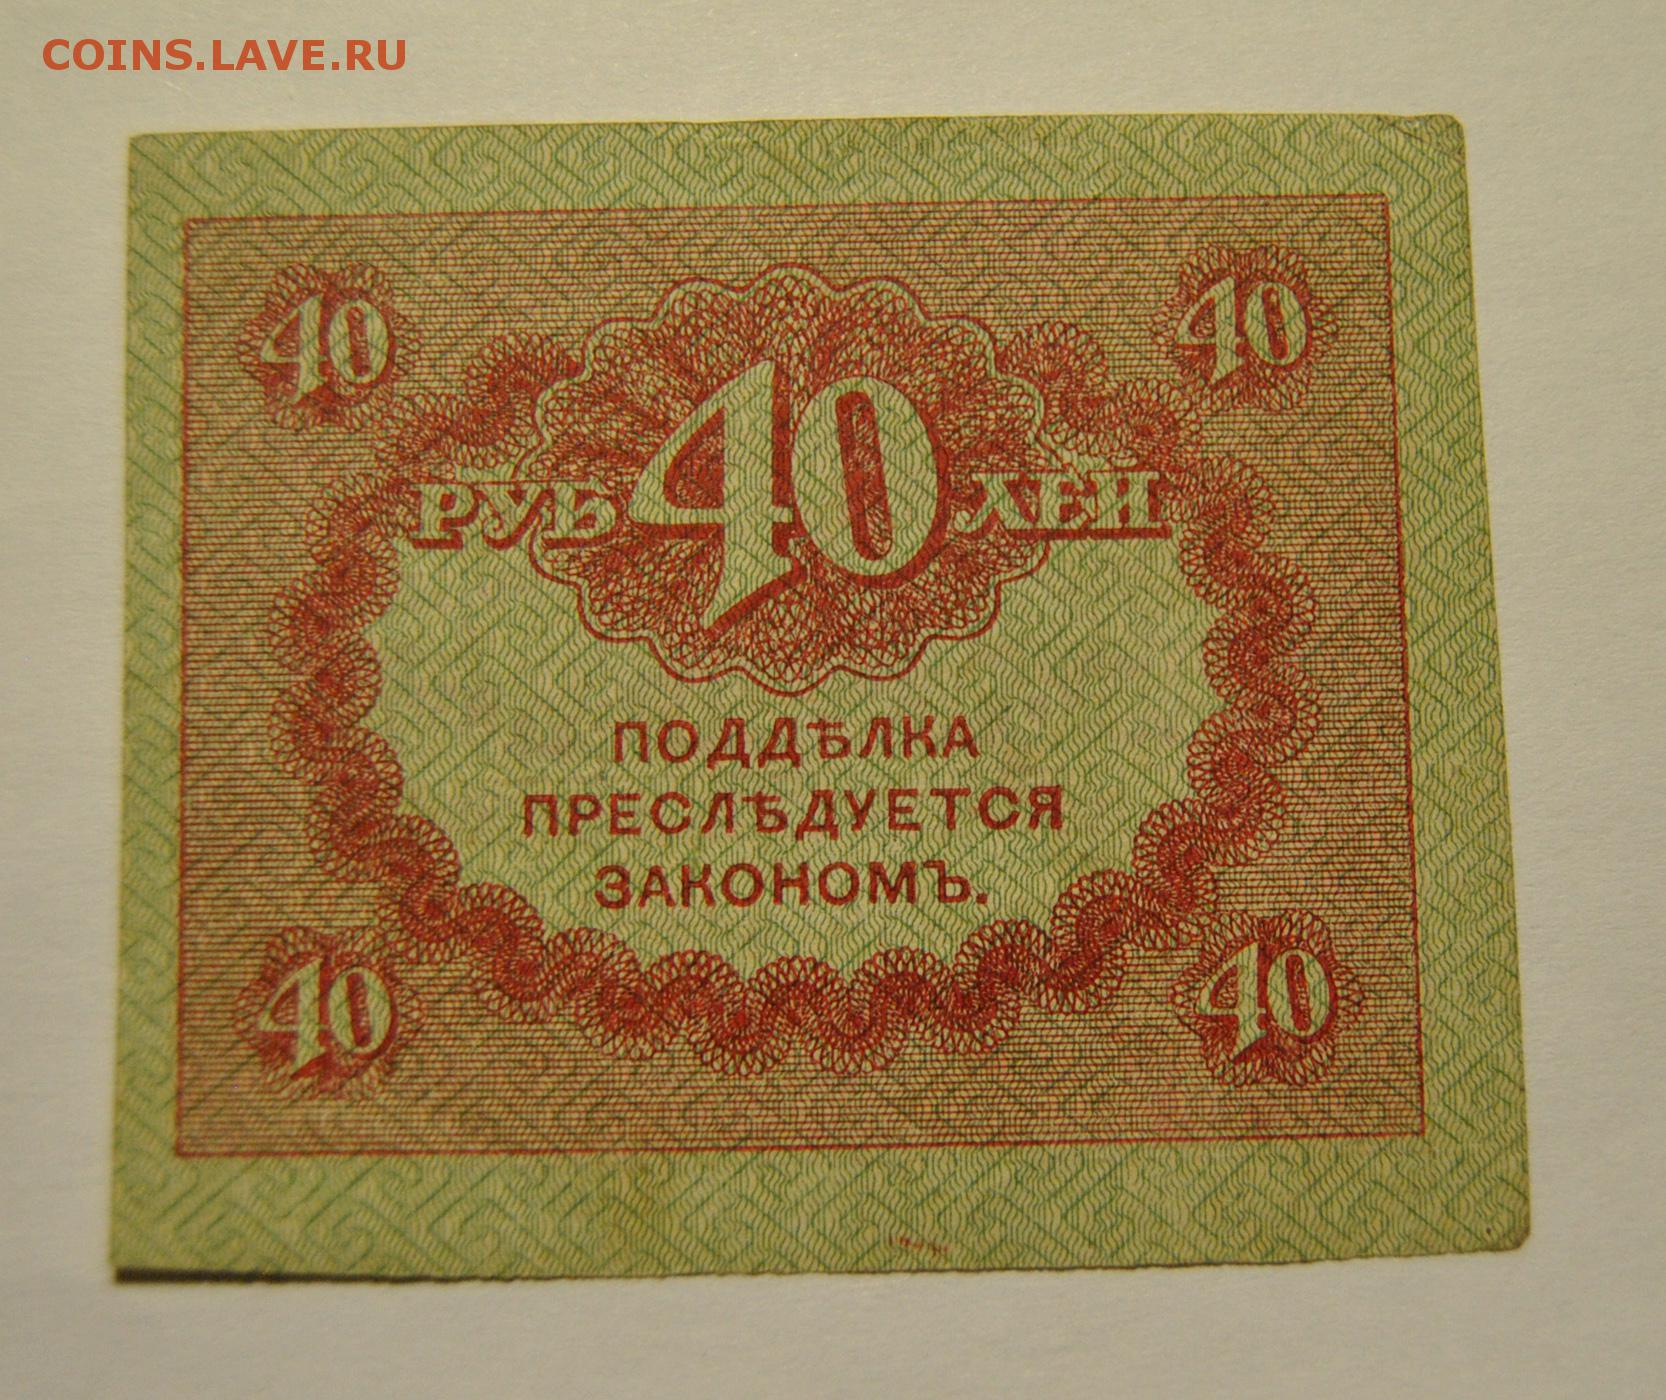 COINS.LAVE.RU
40 40
РУБ 40 ЛЕЙ
ПОДДѢЛКА
ПРЕСЛѢДУЕТСЯ
ЗАКОНОМЪ.
40 40